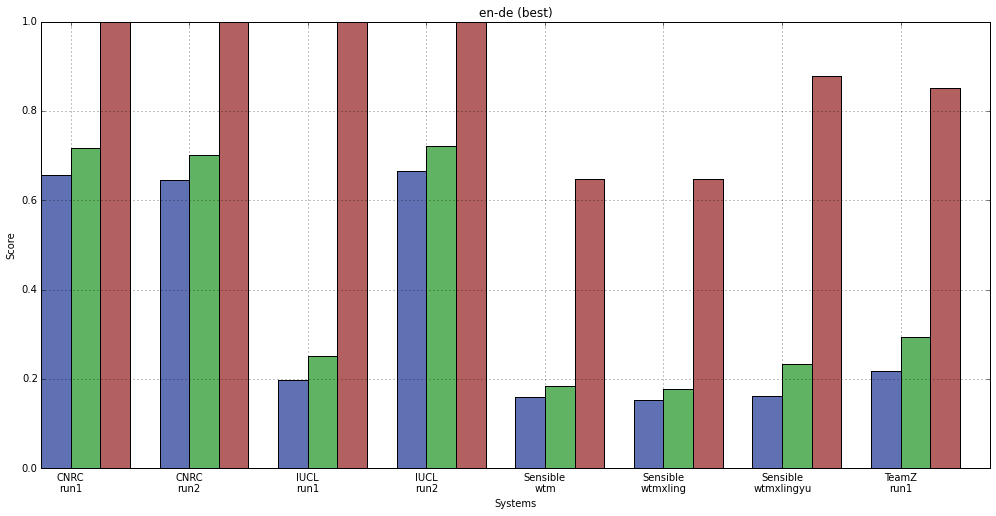 en-de (best)
1.0
0.8
0.6
0.4
0.2
0.0
Score
CNRC
run1
CNRC
run2
IUCL
run1
IUCL
run2
Sensible
wtm
Sensible
wtmxling
Sensible
wtmxlingyu
TeamZ
run1
Systems